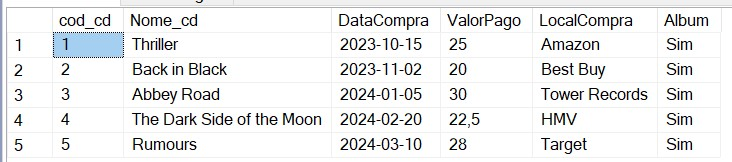 cod_cd Nome_cd DataCompra ValorPago LocalCompra Album
1 1 Thriller 2023-10-15 25 Amazon Sim
2 2 Back in Black 2023-11-02 20 Best Buy Sim
3 3 Abbey Road 2024-01-05 30 Tower Records Sim
4 4 The Dark Side of the Moon 2024-02-20 22,5 HMV Sim
5 5 Rumours 2024-03-10 28 Target Sim